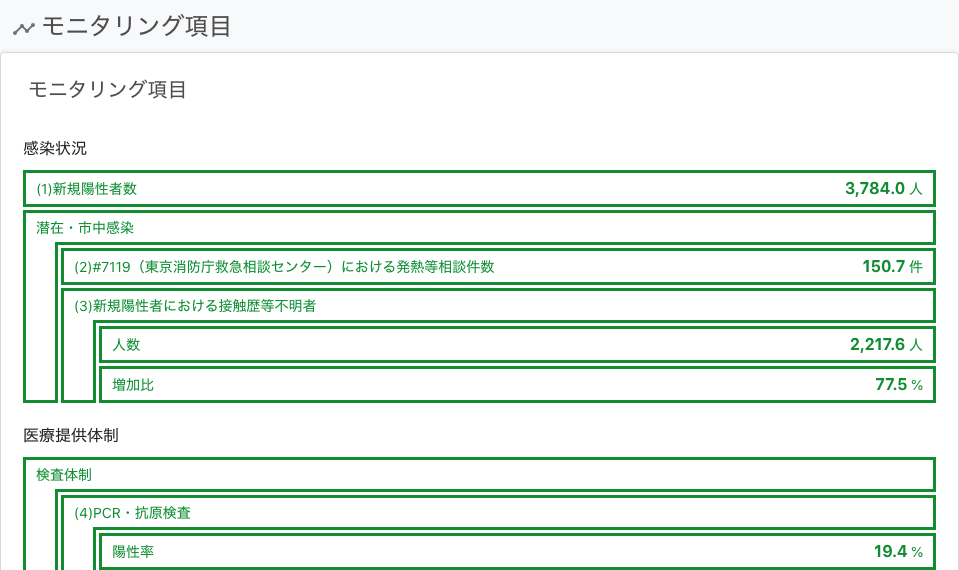 モニタリング項目
モニタリング項目
感染状況
(1)新規陽性者数 3,784.0 人
潜在・市中感染
(2)#7119（東京消防庁救急相談センター）における発熱等相談件数 150.7 件
(3)新規陽性者における接触歴等不明者
人数 2,217.6 人
増加比 77.5 %
医療提供体制
検査体制
(4)PCR・抗原検査
陽性率 19.4 %